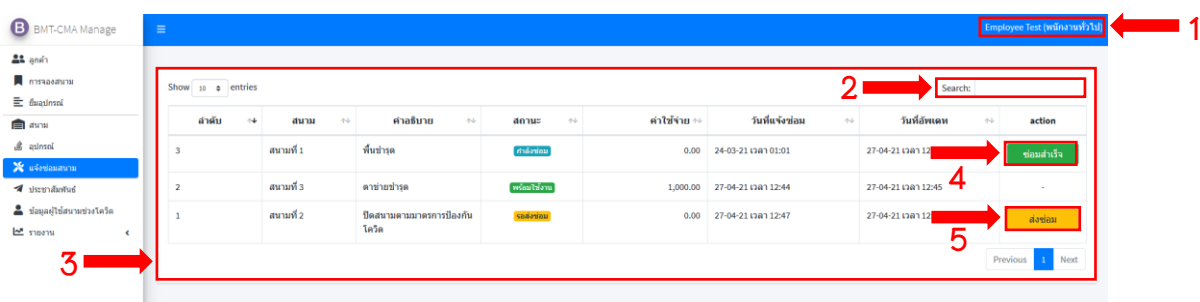 B BMT-CMA Manage
Employee Test (พนักงานทั่วไป)
1
ลูกค้า
การจองสนาม
ยืมอุปกรณ์
สนาม
อุปกรณ์
แจ้งซ่อมสนาม
ประชาสัมพันธ์
ข้อมูลผู้ใช้สนามช่วงโควิด
รายงาน
Show 10 entries
2
Search:
ลำดับ สนาม คำอธิบาย สถานะ ค่าใช้จ่าย วันที่แจ้งซ่อม วันที่อัพเดท action
3 สนามที่ 1 พื้นชำรุด กำลังซ่อม 0.00 24-03-21 เวลา 01:01 27-04-21 เวลา 12 ซ่อมสำเร็จ
4
2 สนามที่ 3 ตาข่ายชำรุด พร้อมใช้งาน 1,000.00 27-04-21 เวลา 12:44 27-04-21 เวลา 12:45 -
1 สนามที่ 2 ปิดสนามตามมาตรการป้องกัน รอส่งซ่อม 0.00 27-04-21 เวลา 12:47 27-04-21 เวลา 12 ส่งซ่อม
โควิด
5
3
Previous 1 Next